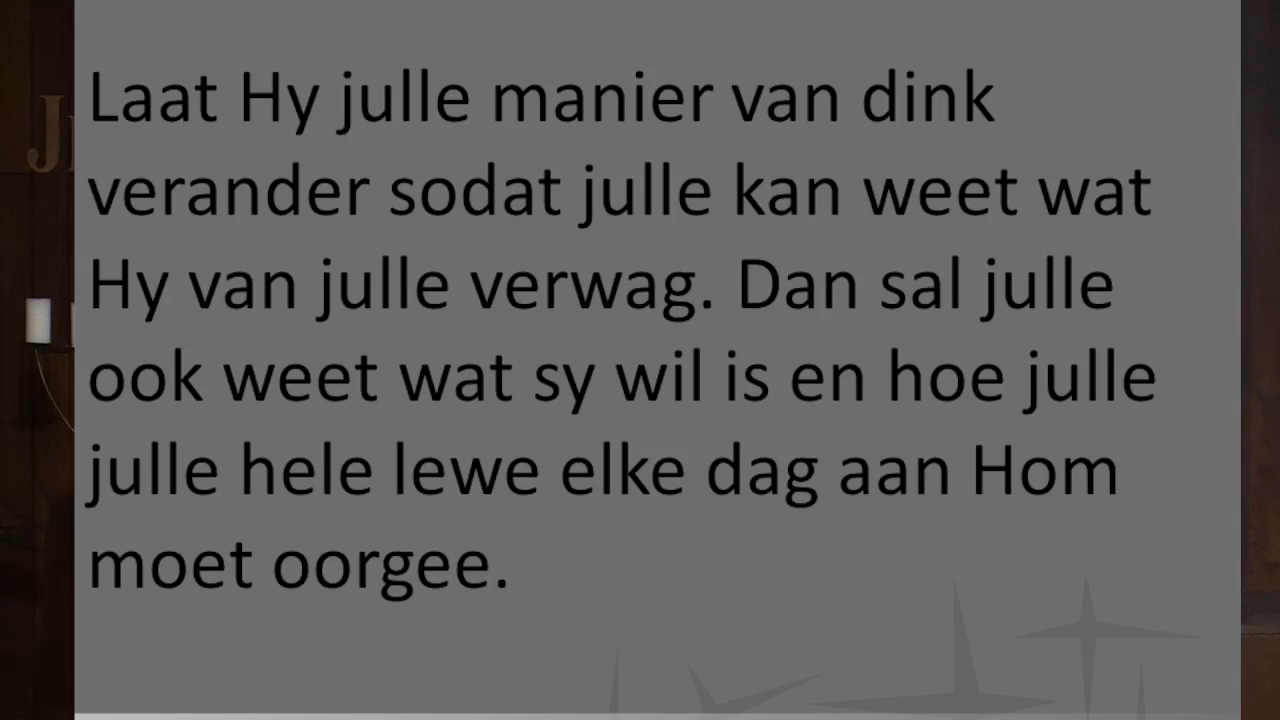 Laat Hy julle manier van dink
verander sodat julle kan weet wat
Hy van julle verwag. Dan sal julle
ook weet wat sy wil is en hoe julle
julle hele lewe elke dag aan Hom
moet oorgee.